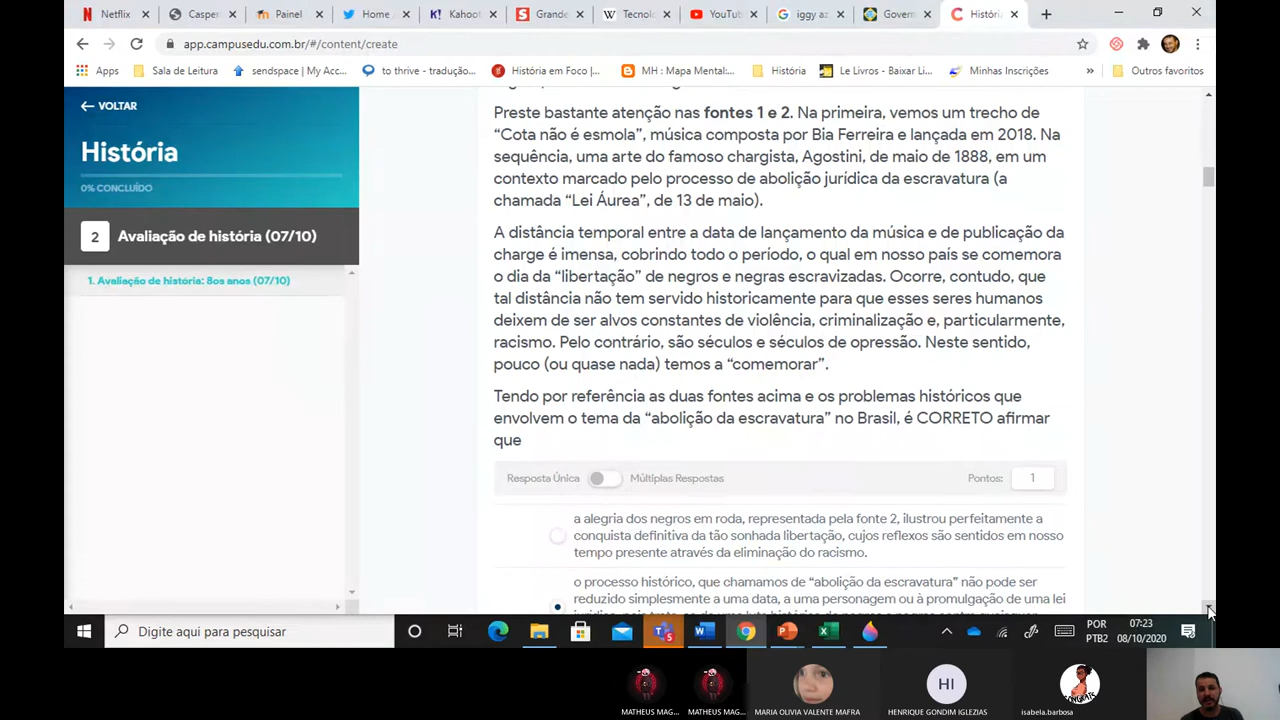 Netflix
Casper
Painel
Home /
Kahoot
Grande
Tecnolo
YouTub
iggy az
Govern
História
app.campusedu.com.br/#/content/create
Apps
Sala de Leitura
sendspace | My Acc...
to thrive - tradução...
História em Foco |...
MH : Mapa Mental:...
História
Le Livros - Baixar Li...
Minhas Inscrições
»
Outros favoritos
VOLTAR
História
0% CONCLUÍDO
2
Avaliação de história (07/10)
1. Avaliação de história: 8os anos (07/10)
Preste bastante atenção nas fontes 1 e 2. Na primeira, vemos um trecho de
“Cota não é esmola”, música composta por Bia Ferreira e lançada em 2018. Na
sequência, uma arte do famoso chargista, Agostini, de maio de 1888, em um
contexto marcado pelo processo de abolição jurídica da escravatura (a
chamada “Lei Áurea”, de 13 de maio).
A distância temporal entre a data de lançamento da música e de publicação da
charge é imensa, cobrindo todo o período, o qual em nosso país se comemora
o dia da “libertação” de negros e negras escravizadas. Ocorre, contudo, que
tal distância não tem servido historicamente para que esses seres humanos
deixem de ser alvos constantes de violência, criminalização e, particularmente,
racismo. Pelo contrário, são séculos e séculos de opressão. Neste sentido,
pouco (ou quase nada) temos a “comemorar”.
Tendo por referência as duas fontes acima e os problemas históricos que
envolvem o tema da “abolição da escravatura” no Brasil, é CORRETO afirmar
que
Resposta Única
Múltiplas Respostas
Pontos:
1
a alegria dos negros em roda, representada pela fonte 2, ilustrou perfeitamente a
conquista definitiva da tão sonhada libertação, cujos reflexos são sentidos em nosso
tempo presente através da eliminação do racismo.
o processo histórico, que chamamos de “abolição da escravatura” não pode ser
reduzido simplesmente a uma data, a uma personagem ou à promulgação de uma lei
Digite aqui para pesquisar
POR
PTB2
07:23
08/10/2020
MATHEUS MAG...
MATHEUS MAG...
MARIA OLIVIA VALENTE MAFRA
HI
HENRIQUE GONDIM IGLEZIAS
isabela.barbosa